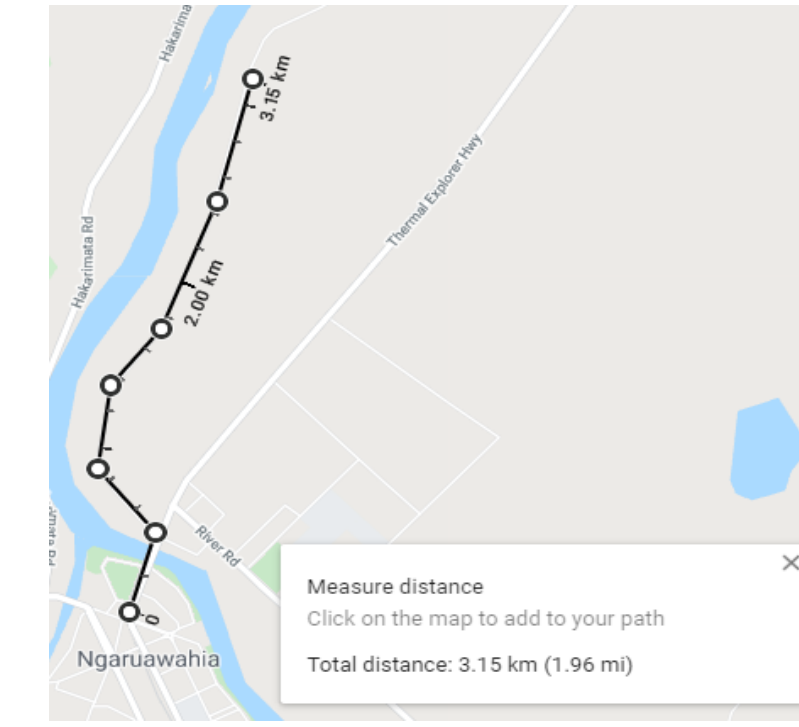 Hakarima
3.15 km
Thermal Explorer Hwy
Hakarimata Rd
2.00 km
River Rd
0
Ngaruawahia
Measure distance
Click on the map to add to your path
Total distance: 3.15 km (1.96 mi)